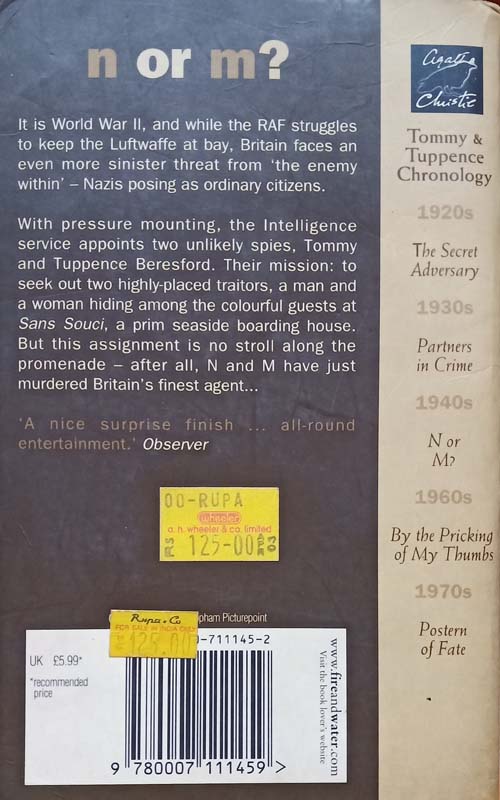 n or m?
It is World War II, and while the RAF struggles
to keep the Luftwaffe at bay, Britain faces an
even more sinister threat from ‘the enemy
within’ – Nazis posing as ordinary citizens.
With pressure mounting, the Intelligence
service appoints two unlikely spies, Tommy
and Tuppence Beresford. Their mission: to
seek out two highly-placed traitors, a man and
a woman hiding among the colourful guests at
Sans Souci, a prim seaside boarding house.
But this assignment is no stroll along the
promenade – after all, N and M have just
murdered Britain’s finest agent...
‘A nice surprise finish ... all-round
entertainment.’ Observer
00-RUPA
wheeler
a. h. wheeler & co. limited
RS 125-00
pham Picturepoint
Rupa & Co
FOR SALE IN INDIA ONLY
125.00
-711145-2
UK £5.99*
*recommended
price
9 780007 111459 >
www.fireandwater.com
Visit the book lover’s website
Agatha
Christie
Tommy &
Tuppence
Chronology
1920s
The Secret
Adversary
1930s
Partners
in Crime
1940s
N or
M?
1960s
By the Pricking
of My Thumbs
1970s
Postern
of Fate